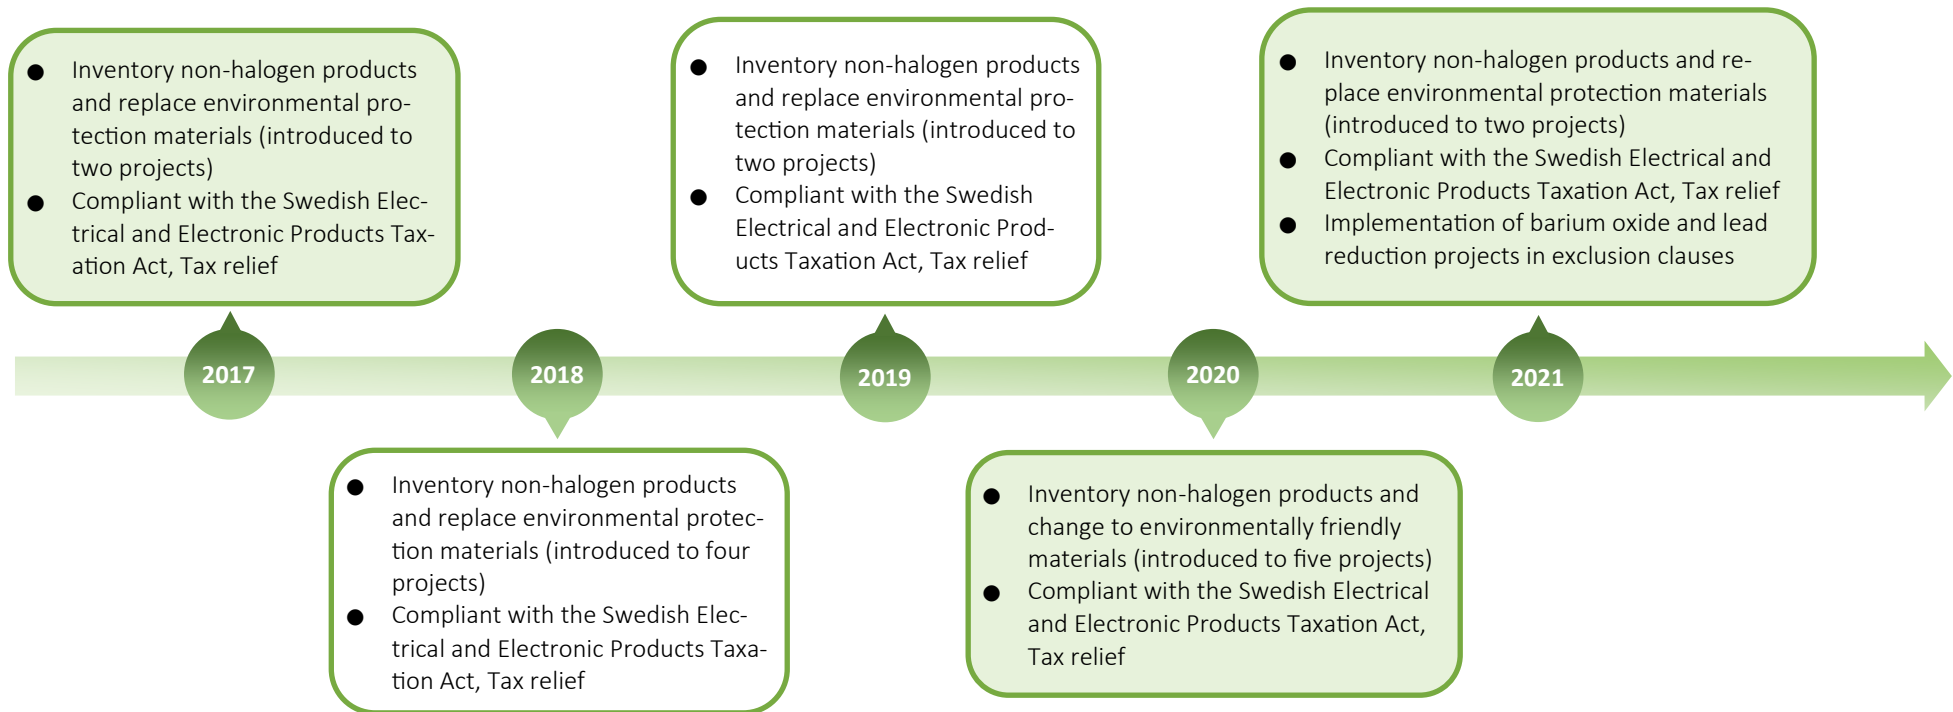 ● Inventory non-halogen products
and replace environmental pro-
tection materials (introduced to
two projects)
● Compliant with the Swedish Elec-
trical and Electronic Products Tax-
ation Act, Tax relief
● Inventory non-halogen products
and replace environmental pro-
tection materials (introduced to
two projects)
● Compliant with the Swedish
Electrical and Electronic Prod-
ucts Taxation Act, Tax relief
● Inventory non-halogen products and re-
place environmental protection materials
(introduced to two projects)
● Compliant with the Swedish Electrical and
Electronic Products Taxation Act, Tax relief
● Implementation of barium oxide and lead
reduction projects in exclusion clauses
2017
2018
2019
2020
2021
● Inventory non-halogen products
and replace environmental protec-
tion materials (introduced to four
projects)
● Compliant with the Swedish Elec-
trical and Electronic Products Taxa-
tion Act, Tax relief
● Inventory non-halogen products and
change to environmentally friendly
materials (introduced to five projects)
● Compliant with the Swedish Electrical
and Electronic Products Taxation Act,
Tax relief